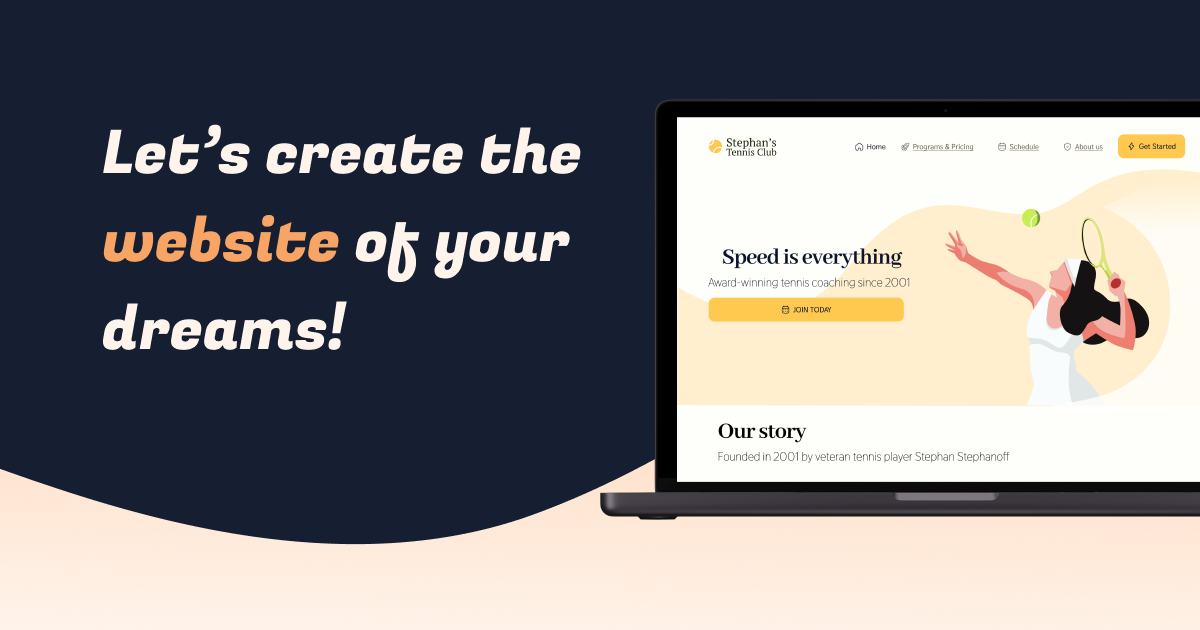 Let’s create the
website of your
dreams!
Stephan's
Tennis Club
Home
Programs & Pricing
Schedule
About us
Get Started
Speed is everything
Award-winning tennis coaching since 2001
JOIN TODAY
Our story
Founded in 2001 by veteran tennis player Stephan Stephanoff